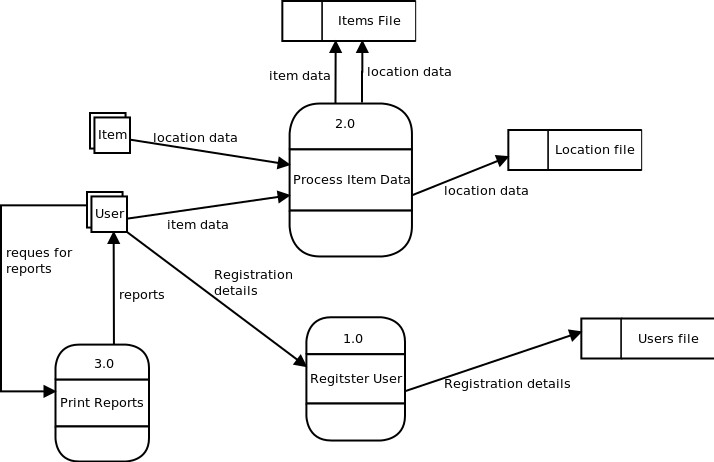 Items File
item data
location data
2.0
Item
location data
Location file
Process Item Data
location data
User
item data
reques for
reports
Registration
details
reports
1.0
Users file
3.0
Regitster User
Registration details
Print Reports